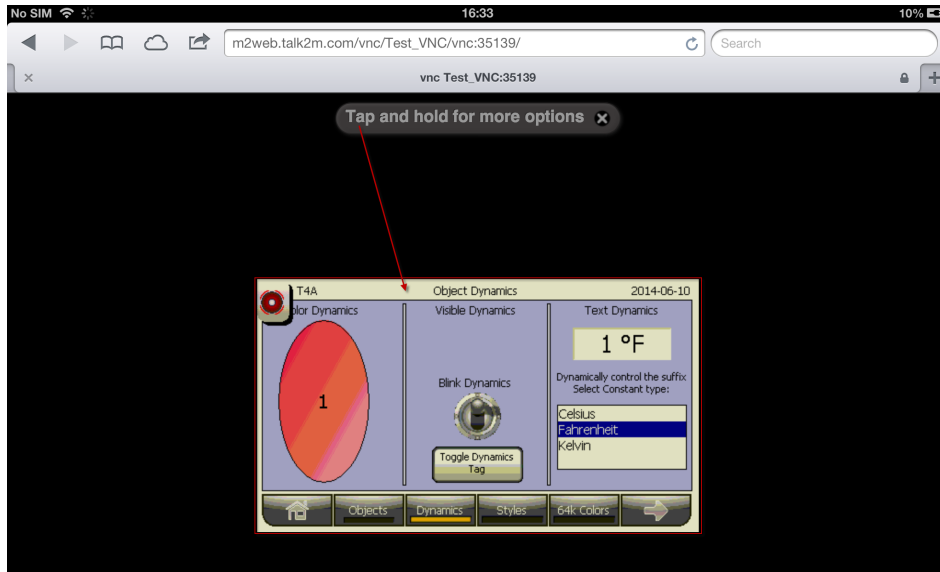 No SIM 16:33 10%
m2web.talk2m.com/vnc/Test_VNC/vnc:35139/ Search
vnc Test_VNC:35139
Tap and hold for more options
T4A Object Dynamics 2014-06-10
olor Dynamics Visible Dynamics Text Dynamics
1 °F
Blink Dynamics
Dynamically control the suffix
Select Constant type:
1
Celsius
Fahrenheit
Kelvin
Toggle Dynamics
Tag
Objects Dynamics Styles 64k Colors